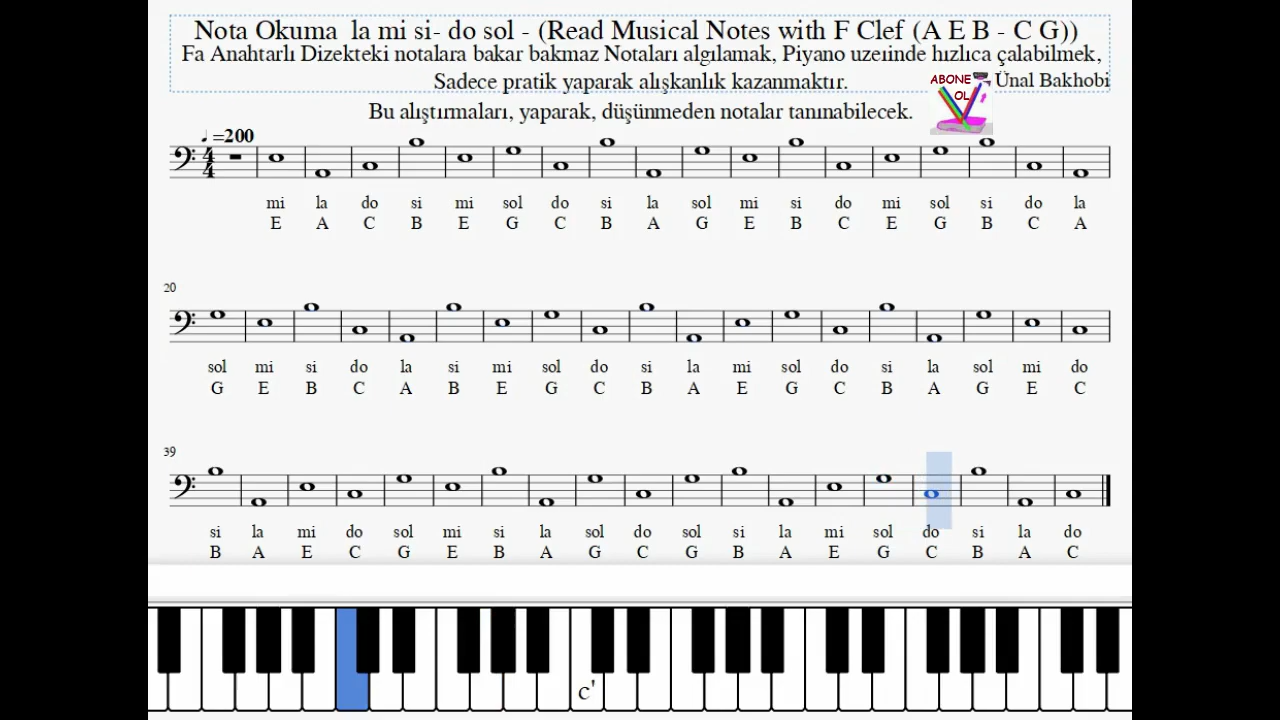 Nota Okuma la mi si- do sol - (Read Musical Notes with F Clef (A E B - C G))
Fa Anahtarlı Dizekteki notalara bakar bakmaz Notaları algılamak, Piyano uzeıinde hızlıca çalabilmek,
Sadece pratik yaparak alışkanlık kazanmaktır.
ABONE OL
Ünal Bakhobi
Bu alıştırmaları, yaparak, düşünmeden notalar tanınabilecek.
♩=200
4
4
mi la do si mi sol do si la sol mi si do mi sol si do la
E A C B E G C B A G E B C E G B C A
20
sol mi si do la si mi sol do si la mi sol do si la sol mi do
G E B C A B E G C B A E G C B A G E C
39
si la mi do sol mi si la sol do sol si la mi sol do si la do
B A E C G E B A G C G B A E G C B A C
c'